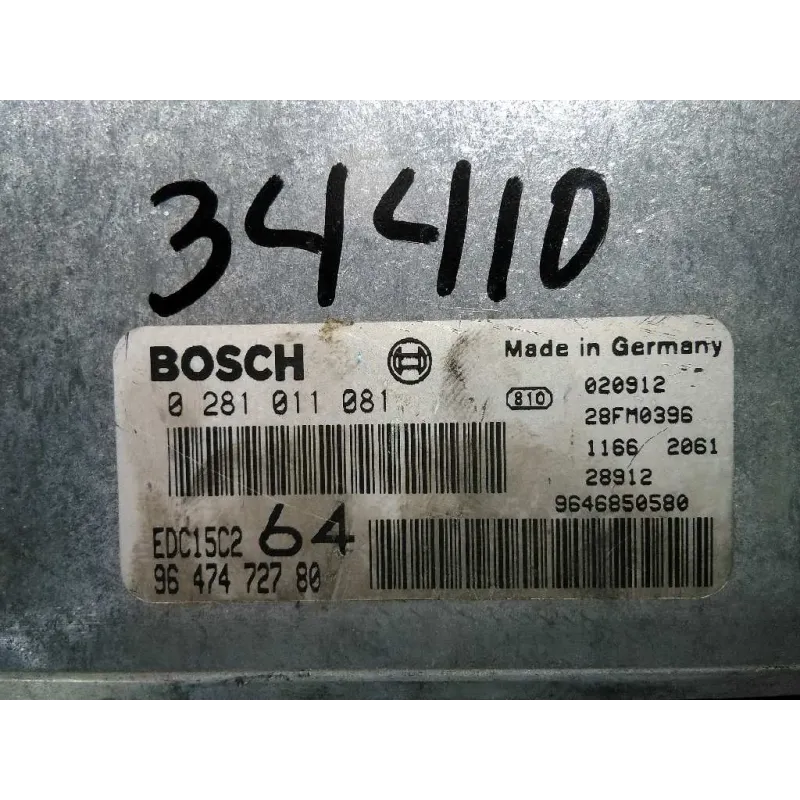 34410
BOSCH
Made in Germany
0 281 011 081
810
020912
28FM0396
1166 2061
28912
9646850580
EDC15C2 64
96 474 727 80